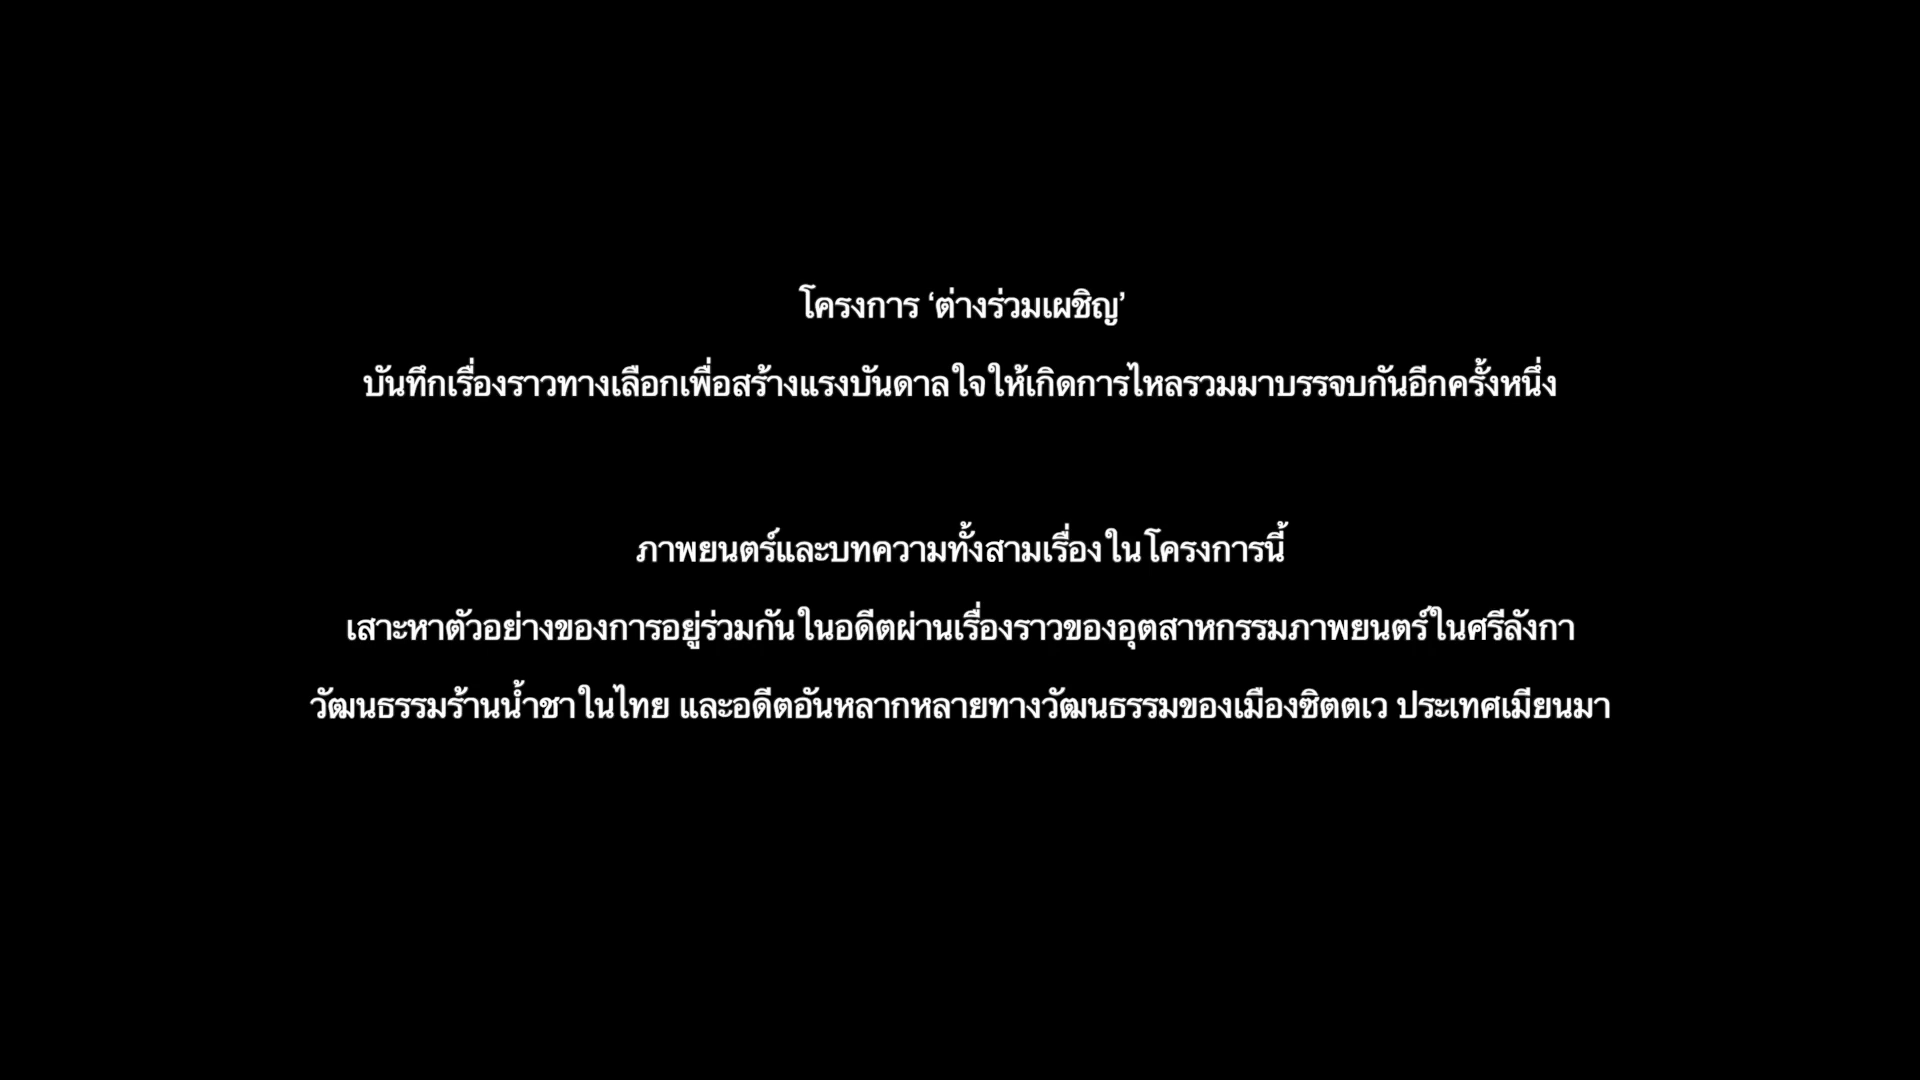 โครงการ ‘ต่างร่วมเผชิญ’
บันทึกเรื่องราวทางเลือกเพื่อสร้างแรงบันดาลใจให้เกิดการไหลรวมมาบรรจบกันอีกครั้งหนึ่ง
ภาพยนตร์และบทความทั้งสามเรื่องในโครงการนี้
เสาะหาตัวอย่างของการอยู่ร่วมกันในอดีตผ่านเรื่องราวของอุตสาหกรรมภาพยนตร์ในศรีลังกา
วัฒนธรรมร้านน้ำชาในไทย และอดีตอันหลากหลายทางวัฒนธรรมของเมืองซิตตเว ประเทศเมียนมา